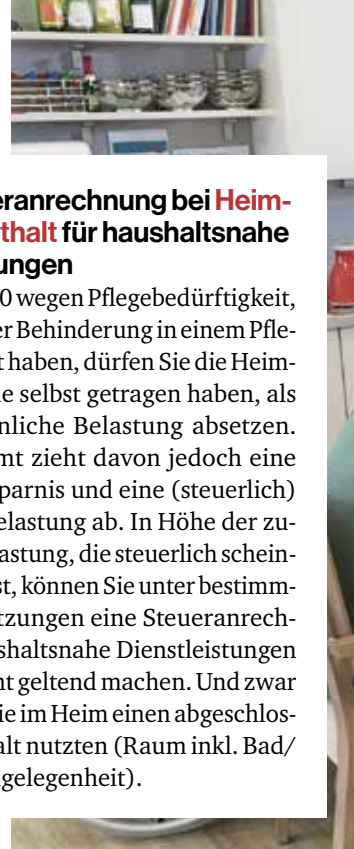 eranrechnung bei Heim-
thalt für haushaltsnahe
ungen
0 wegen Pflegebedürftigkeit,
er Behinderung in einem Pfle-
t haben, dürfen Sie die Heim-
e selbst getragen haben, als
nliche Belastung absetzen.
mt zieht davon jedoch eine
parnis und eine (steuerlich)
elastung ab. In Höhe der zu-
astung, die steuerlich schein-
st, können Sie unter bestimm-
tzungen eine Steueranrech-
shaltsnahe Dienstleistungen
nt geltend machen. Und zwar
ie im Heim einen abgeschlos-
alt nutzten (Raum inkl. Bad/
gelegenheit).